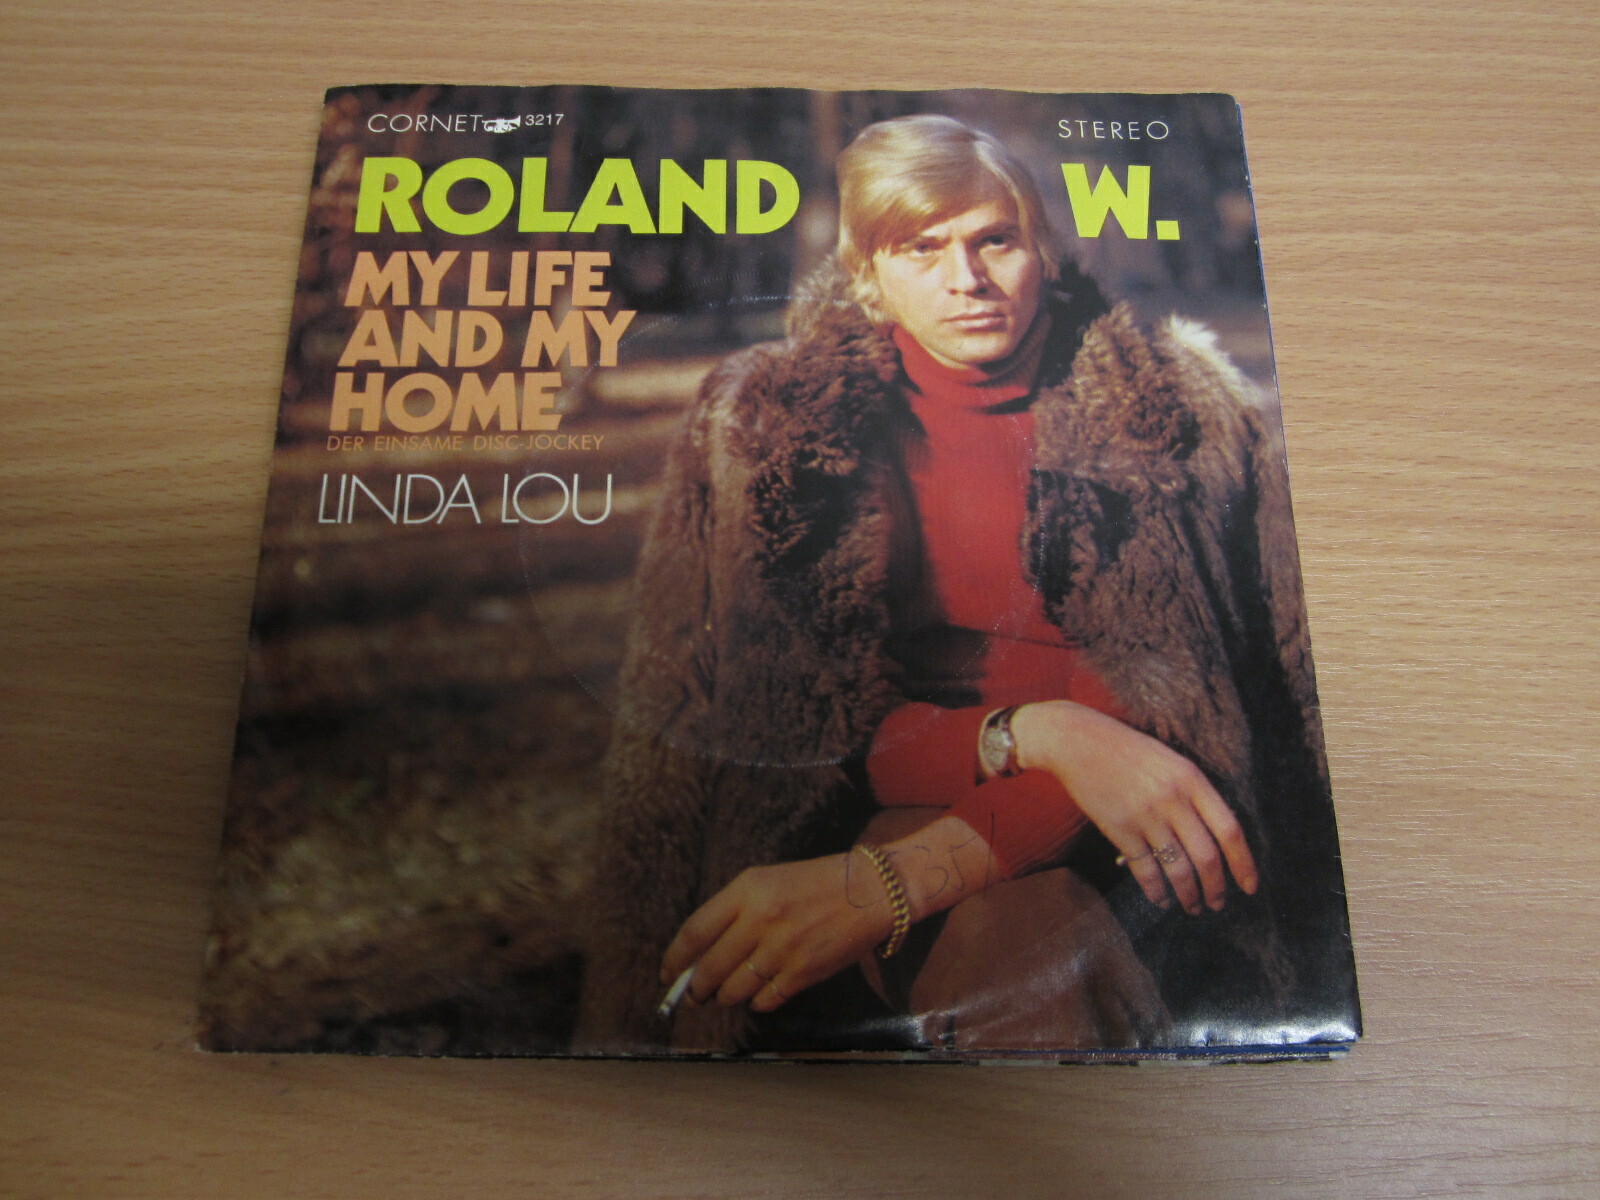 CORNET 3217
STEREO
ROLAND W.
MY LIFE
AND MY
HOME
DER EINSAME DISC-JOCKEY
LINDA LOU